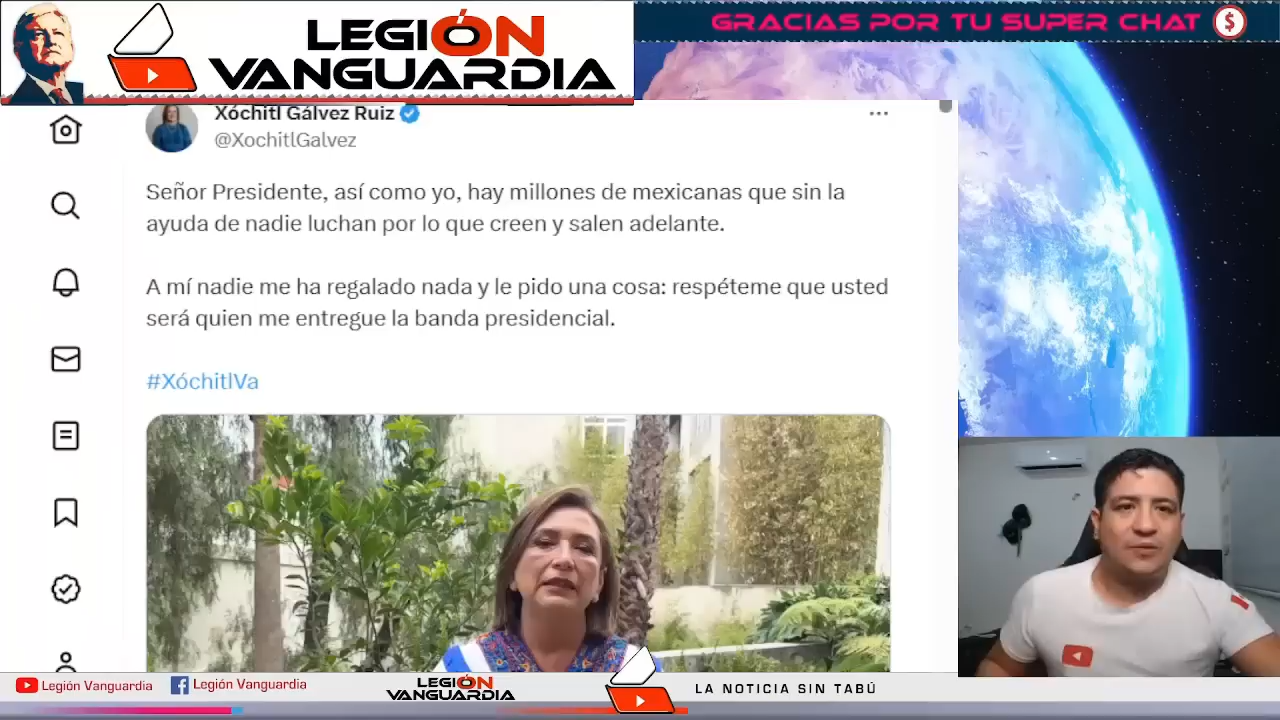 LEGIÓN
VANGUARDIA
GRACIAS POR TU SUPER CHAT
$
Xóchitl Gálvez Ruiz
@XochitlGalvez
Señor Presidente, así como yo, hay millones de mexicanas que sin la
ayuda de nadie luchan por lo que creen y salen adelante.
A mí nadie me ha regalado nada y le pido una cosa: respéteme que usted
será quien me entregue la banda presidencial.
#XóchitlVa
Legión Vanguardia
Legión Vanguardia
LEGIÓN
VANGUARDIA
LA NOTICIA SIN TABÚ